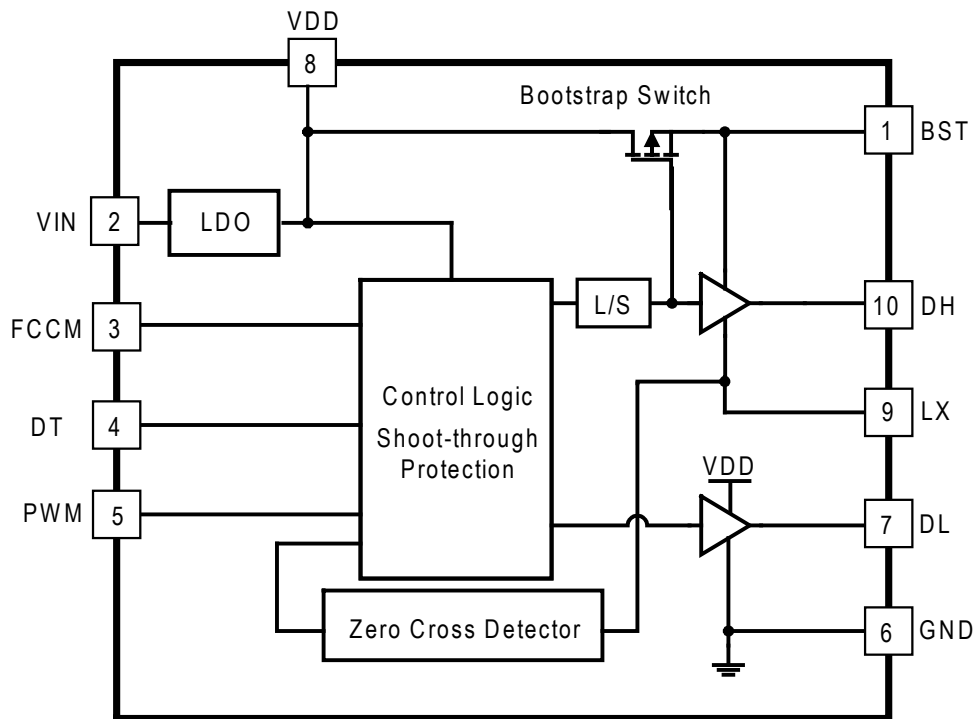 VDD
8
Bootstrap Switch
1
BST
VIN
2
LDO
FCCM
3
L/S
10
DH
DT
4
Control Logic
Shoot-through
Protection
9
LX
VDD
PWM
5
7
DL
Zero Cross Detector
6
GND